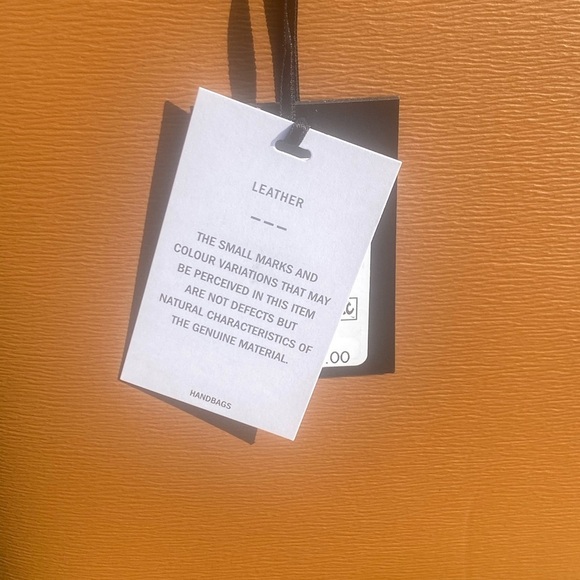 LEATHER
THE SMALL MARKS AND
COLOUR VARIATIONS THAT MAY
BE PERCEIVED IN THIS ITEM
ARE NOT DEFECTS BUT
NATURAL CHARACTERISTICS OF
THE GENUINE MATERIAL.
HANDBAGS
.00